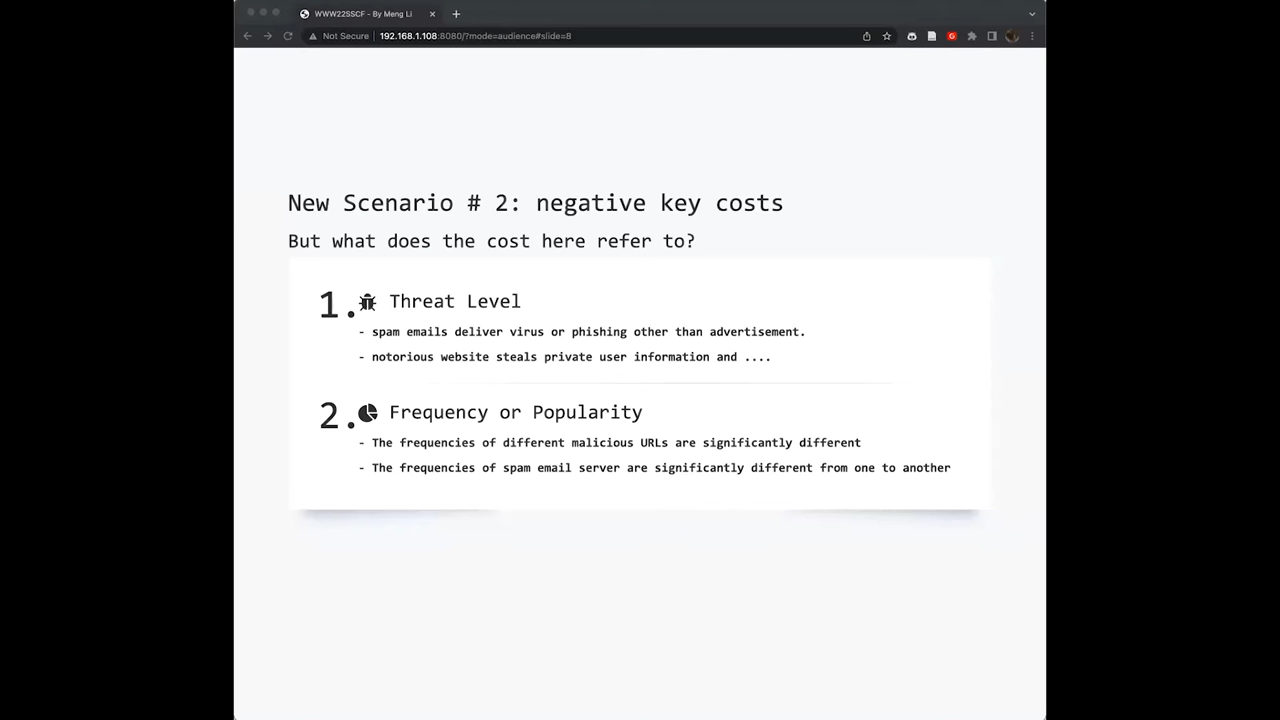 WWW22SSCF - By Meng Li
Not Secure 192.168.1.108:8080/?mode=audience#slide=8
New Scenario # 2: negative key costs
But what does the cost here refer to?
1. Threat Level
- spam emails deliver virus or phishing other than advertisement.
- notorious website steals private user information and ....
2. Frequency or Popularity
- The frequencies of different malicious URLs are significantly different
- The frequencies of spam email server are significantly different from one to another